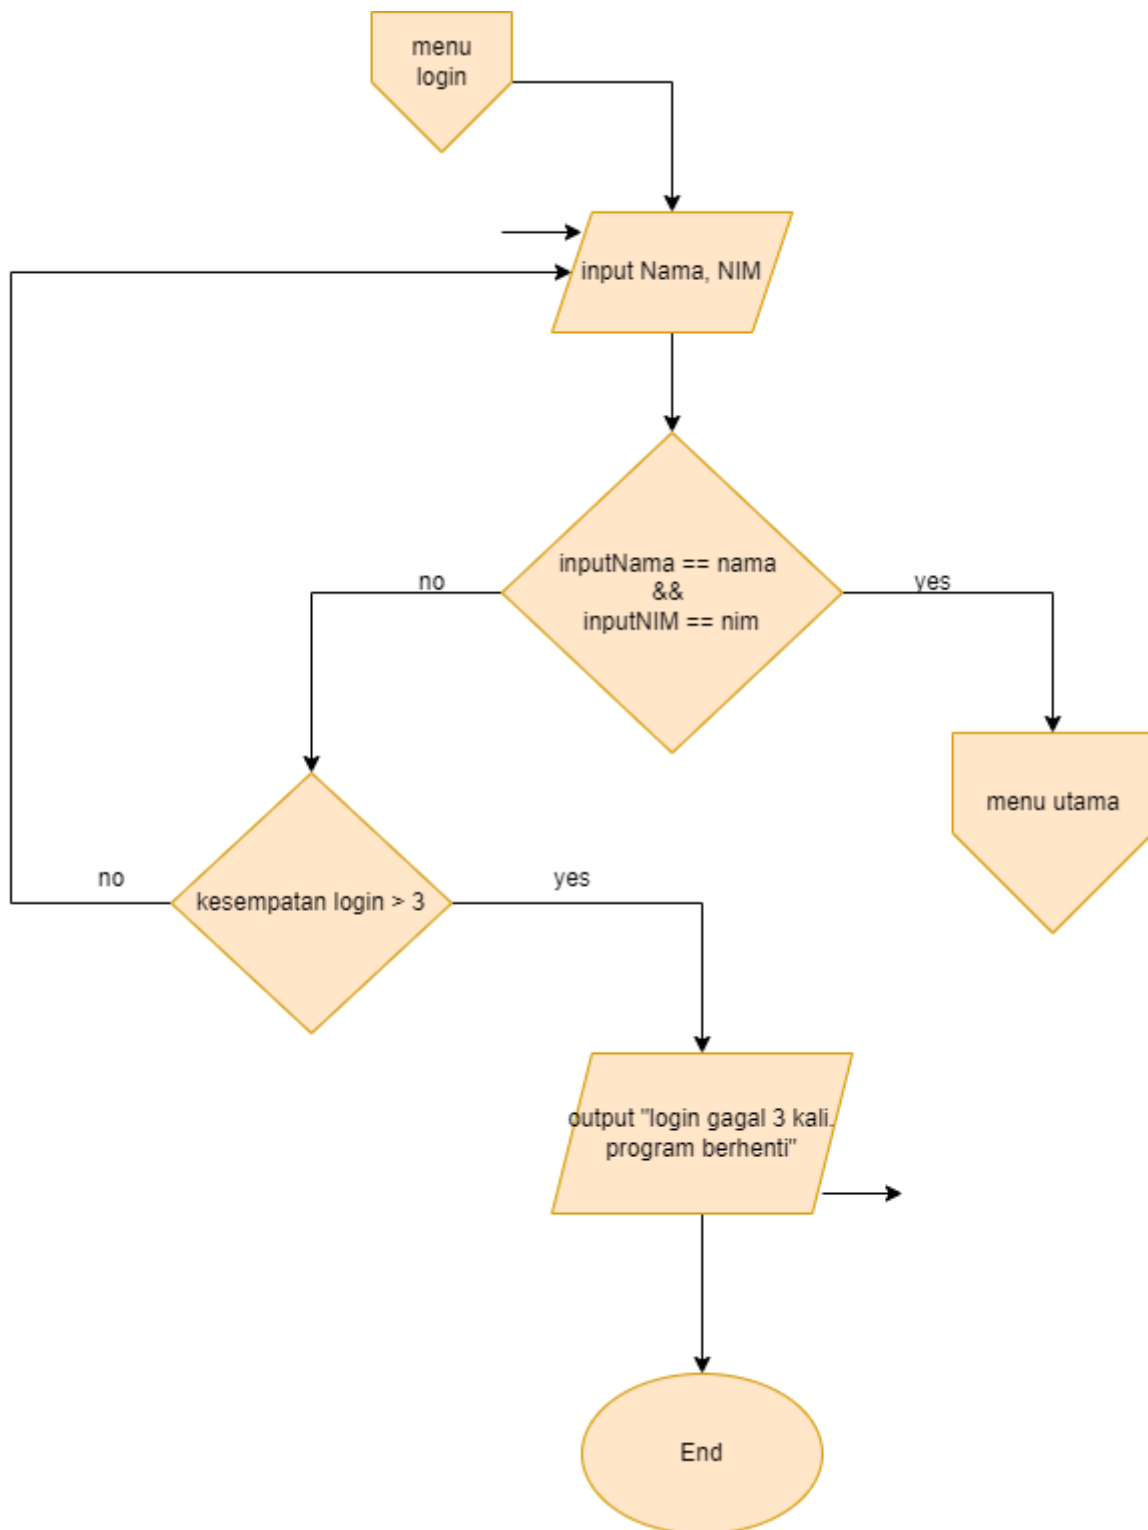 menu
login
input Nama, NIM
inputNama == nama
&&
inputNIM == nim
no
yes
menu utama
no
kesempatan login > 3
yes
output "login gagal 3 kali.
program berhenti"
End